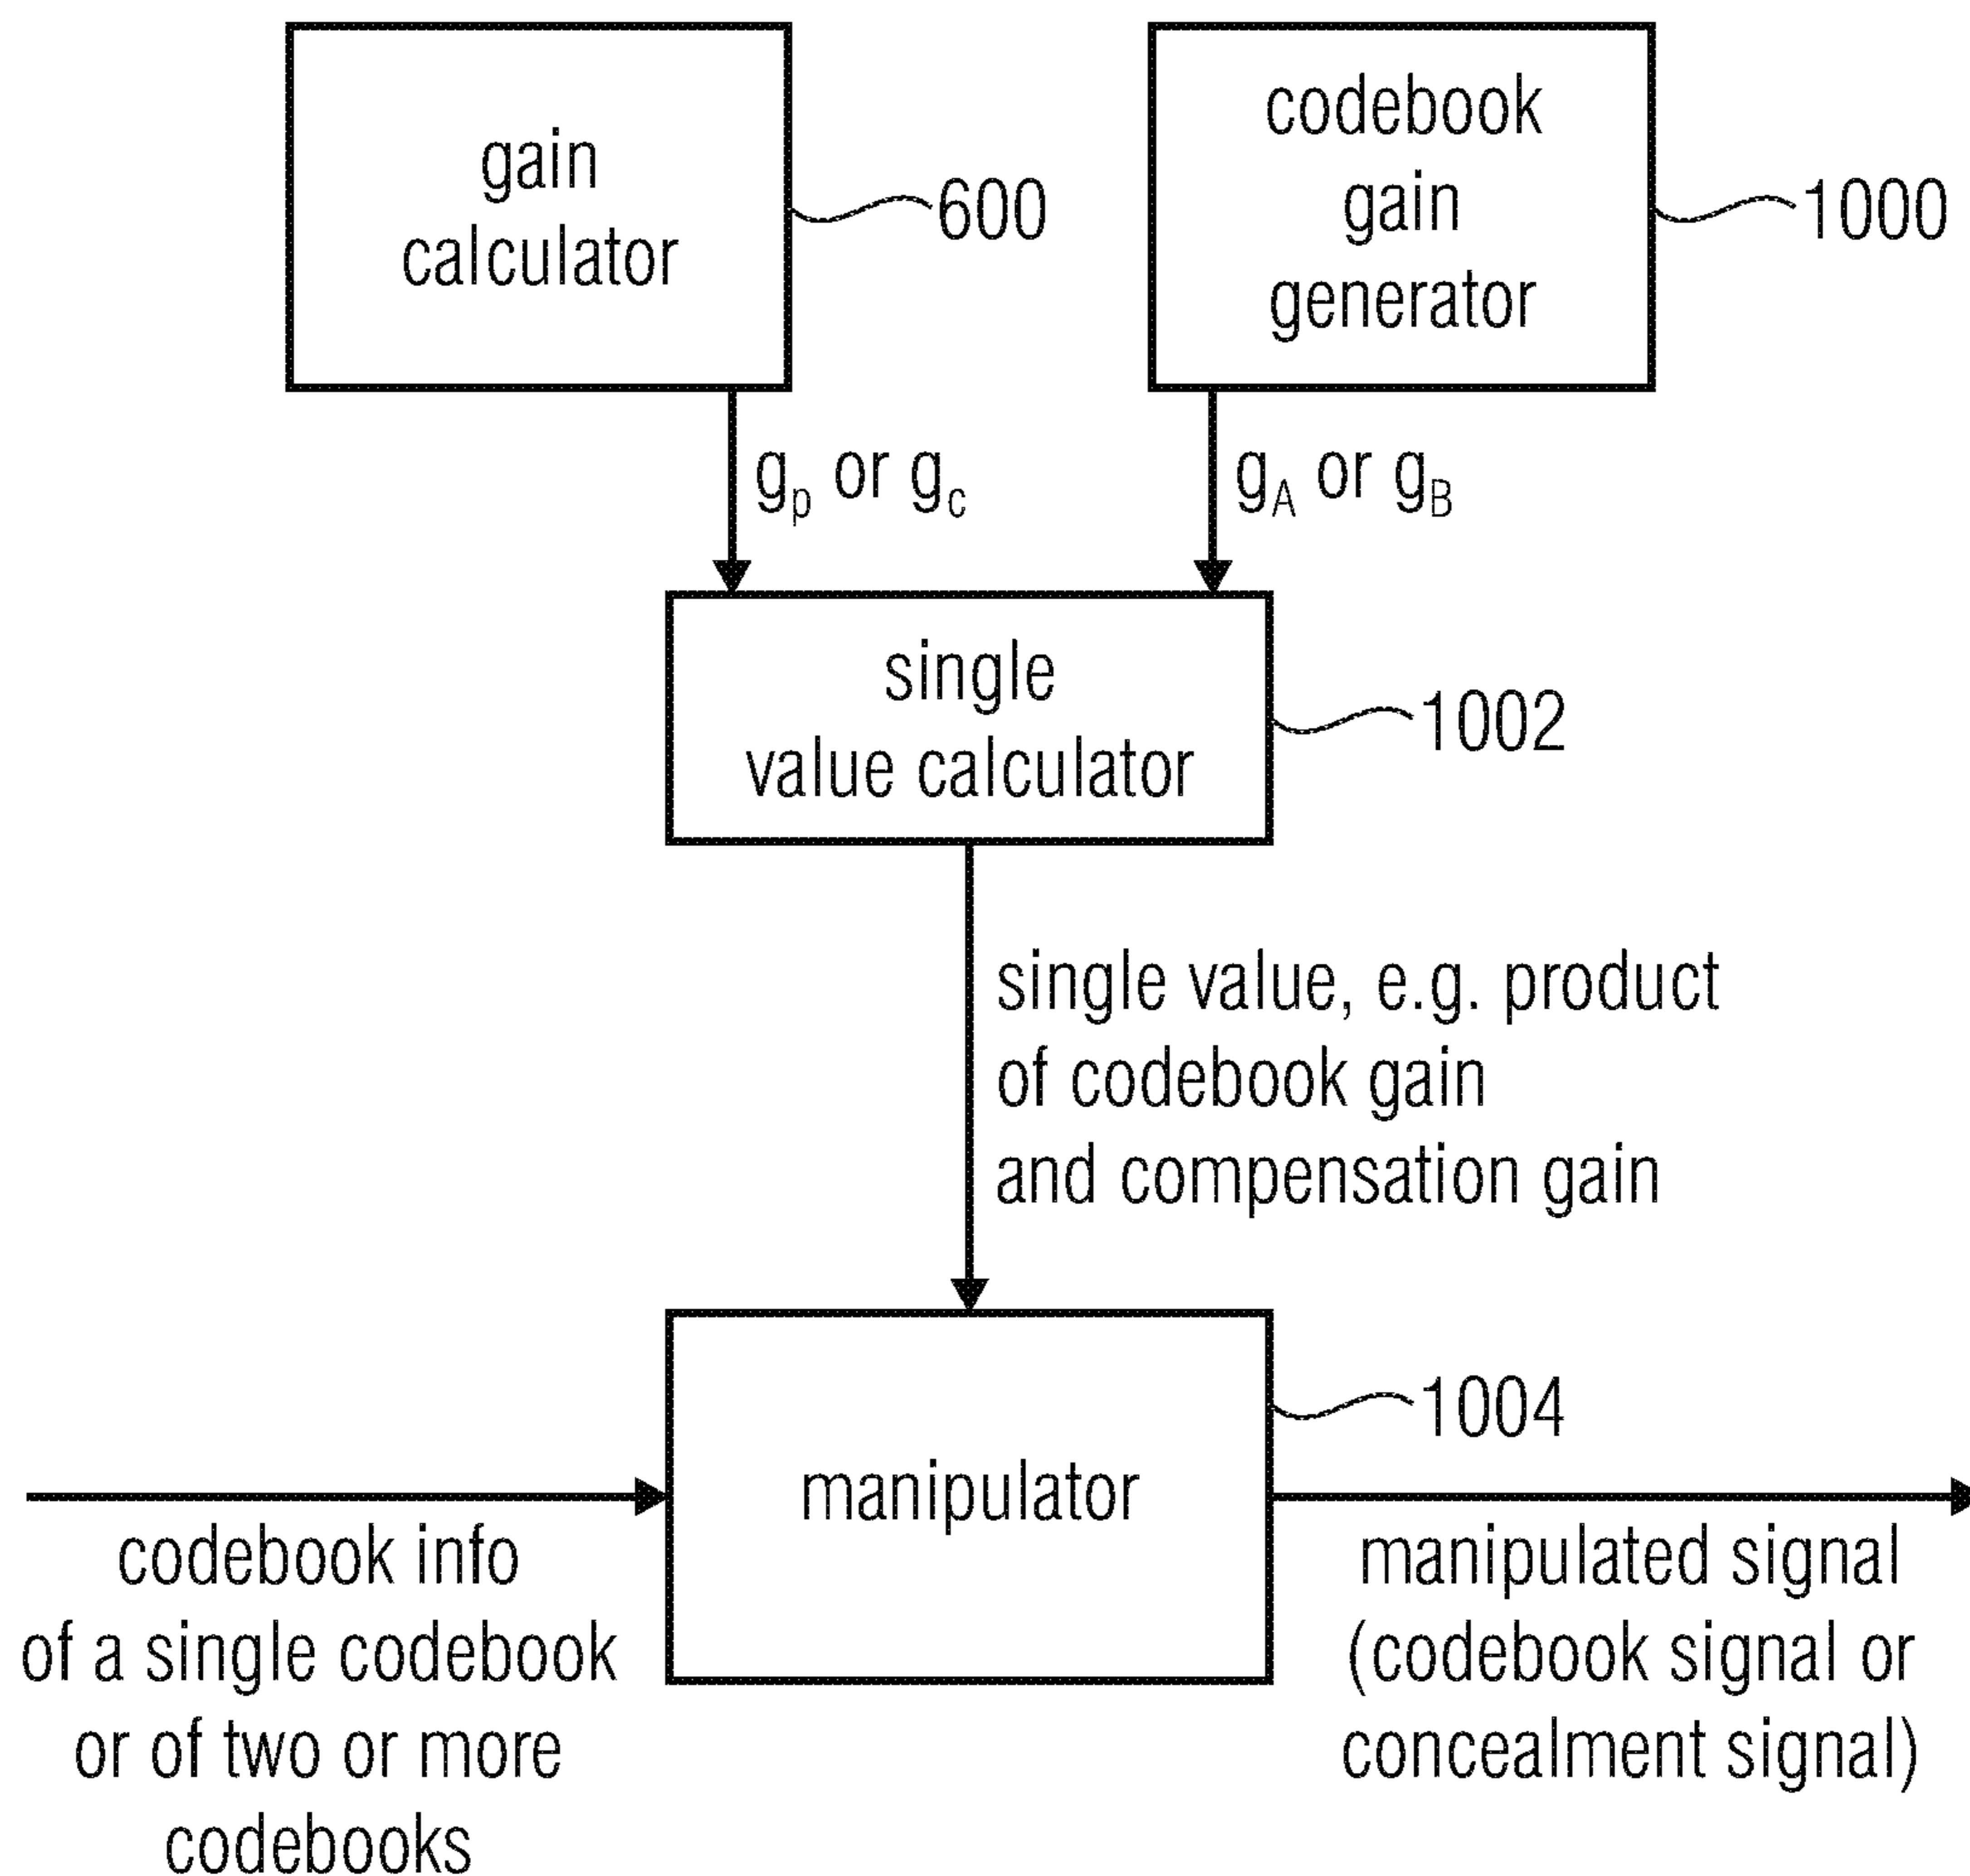 gain
calculator
600
codebook
gain
generator
1000
gp or gc
gA or gB
single
value calculator
1002
single value, e.g. product
of codebook gain
and compensation gain
manipulator
1004
codebook info
of a single codebook
or of two or more
codebooks
manipulated signal
(codebook signal or
concealment signal)